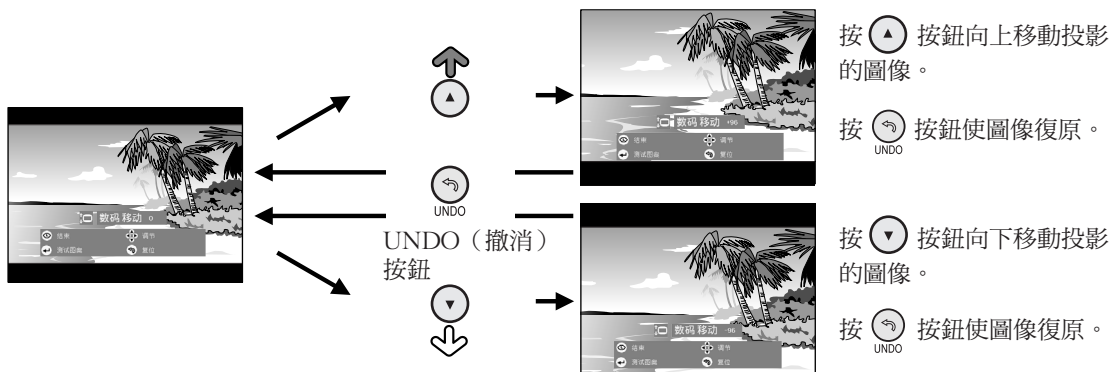 数码 移动 0
结束 调节
测试图案 复位
UNDO
UNDO（撤消）
按鈕
数码 移动 +96
结束 调节
测试图案 复位
按 按鈕向上移動投影
的圖像。
按 按鈕使圖像復原。
UNDO
数码 移动 -96
结束 调节
测试图案 复位
按 按鈕向下移動投影
的圖像。
按 按鈕使圖像復原。
UNDO